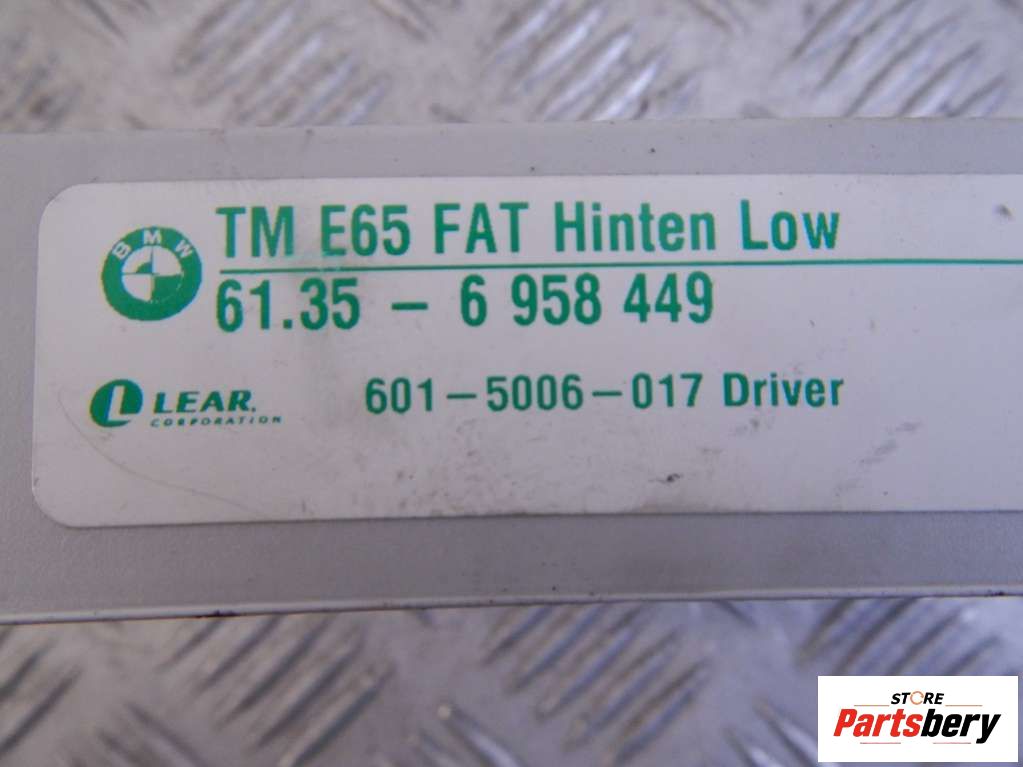 BMW
TM E65 FAT Hinten Low
61.35 – 6 958 449
LEAR.
CORPORATION
601–5006–017 Driver
STORE
Partsbery